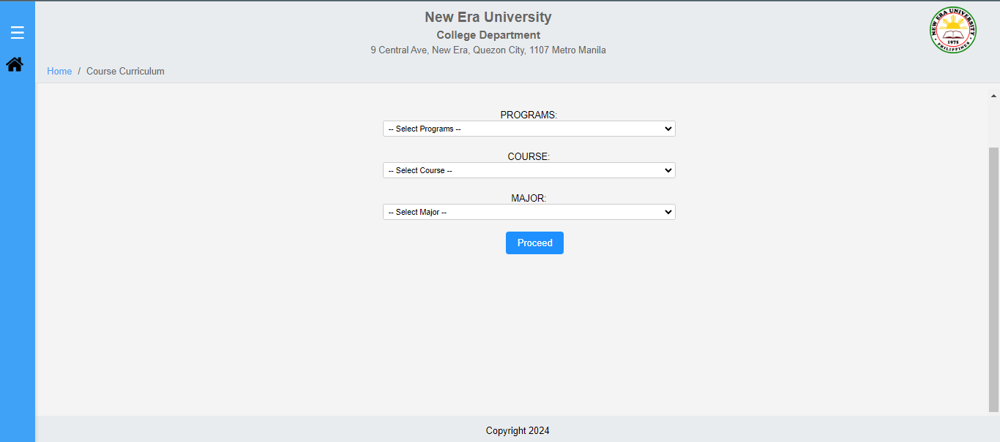 New Era University
College Department
9 Central Ave, New Era, Quezon City, 1107 Metro Manila
NEW ERA UNIVERSITY
1975
PHILIPPINES
Home / Course Curriculum
PROGRAMS:
-- Select Programs --
COURSE:
-- Select Course --
MAJOR:
-- Select Major --
Proceed
Copyright 2024